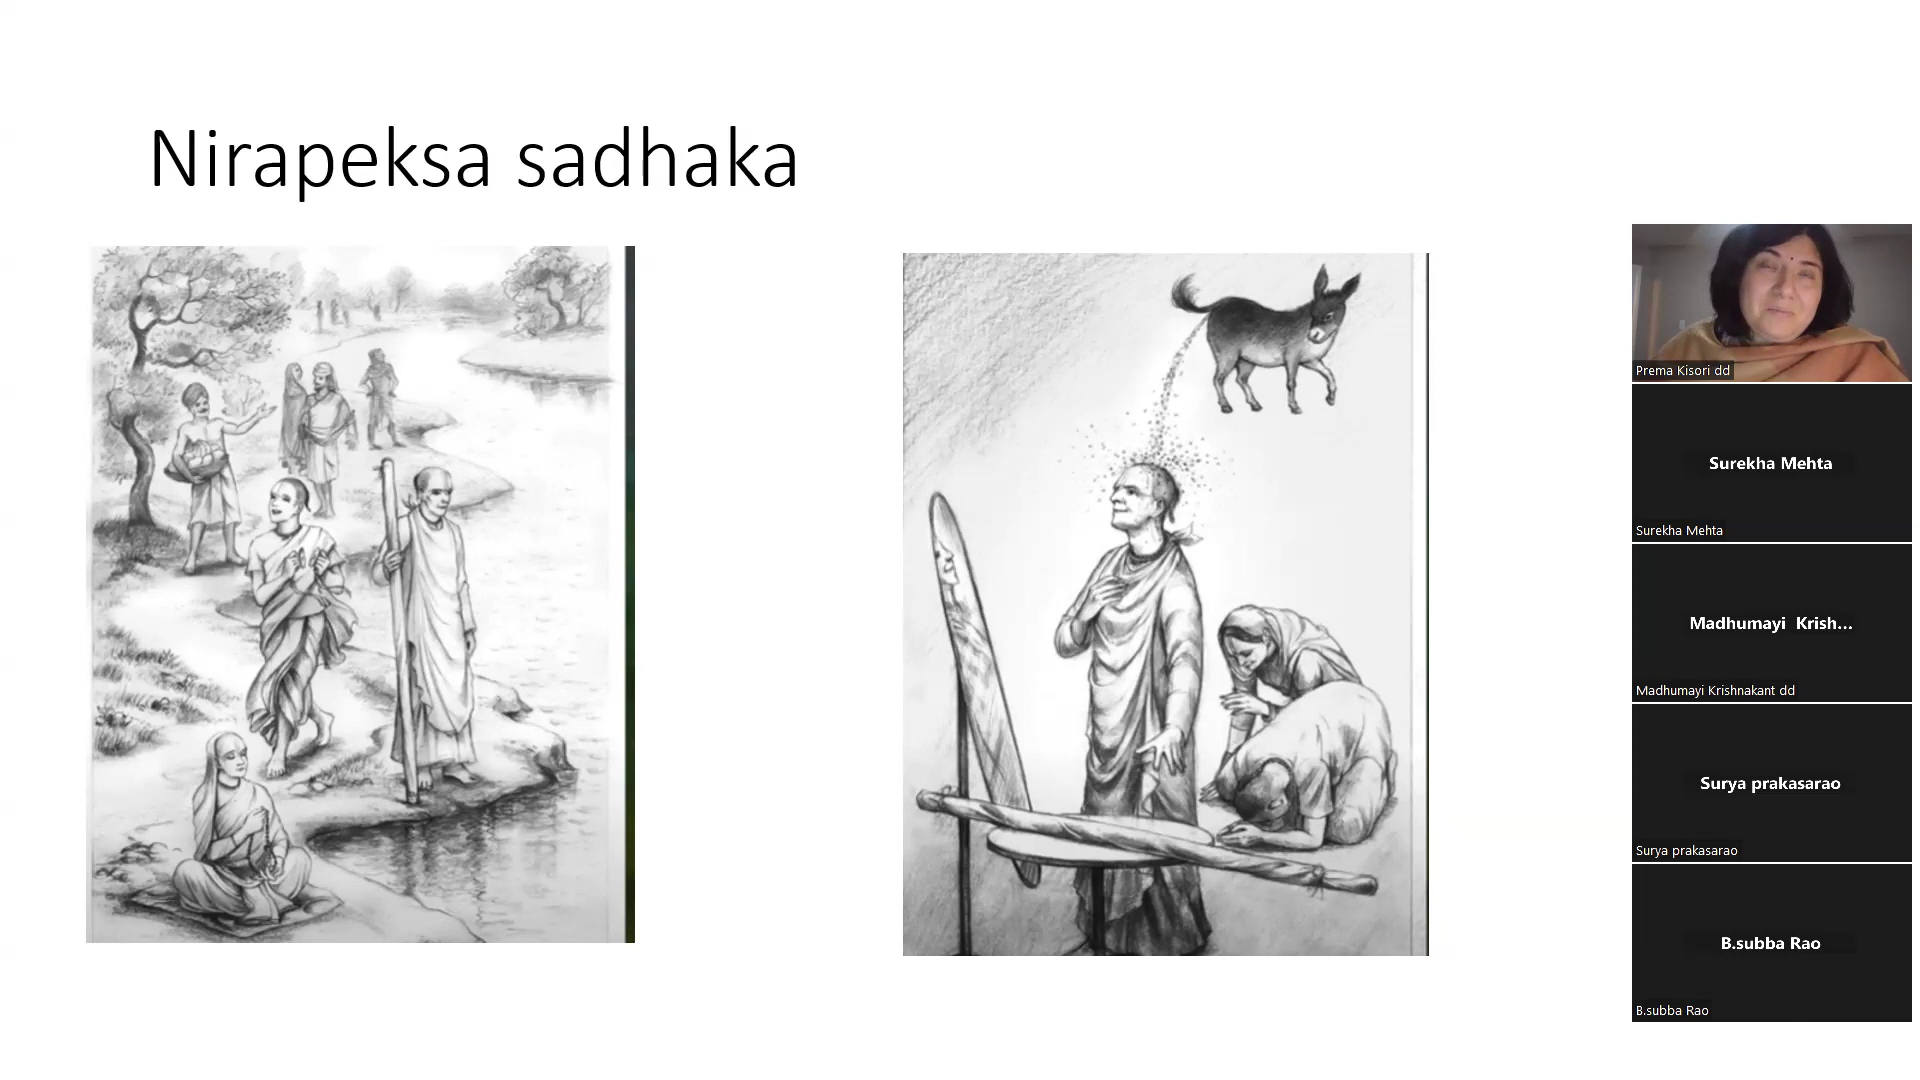 Nirapeksa sadhaka
Prema Kisori dd
Surekha Mehta
Surekha Mehta
Madhumayi Krish...
Madhumayi Krishnakant dd
Surya prakasarao
Surya prakasarao
B.subba Rao
B.subba Rao